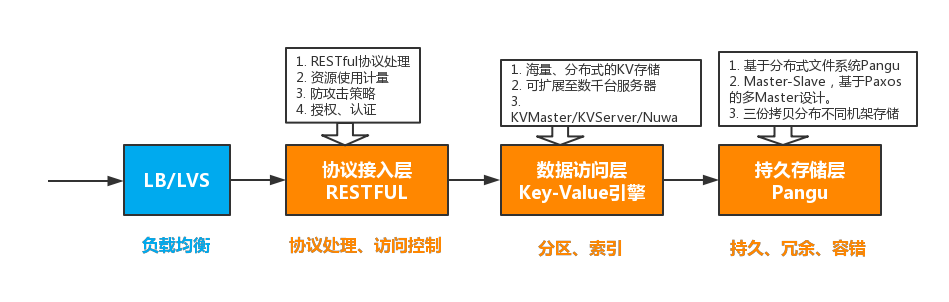 1. RESTful协议处理
2. 资源使用计量
3. 防攻击策略
4. 授权、认证
1. 海量、分布式的KV存储
2. 可扩展至数千台服务器
3.
KVMaster/KVServer/Nuwa
1. 基于分布式文件系统Pangu
2. Master-Slave，基于Paxos
的多Master设计。
3. 三份拷贝分布不同机架存储
LB/LVS
协议接入层
RESTFUL
数据访问层
Key-Value引擎
持久存储层
Pangu
负载均衡
协议处理、访问控制
分区、索引
持久、冗余、容错